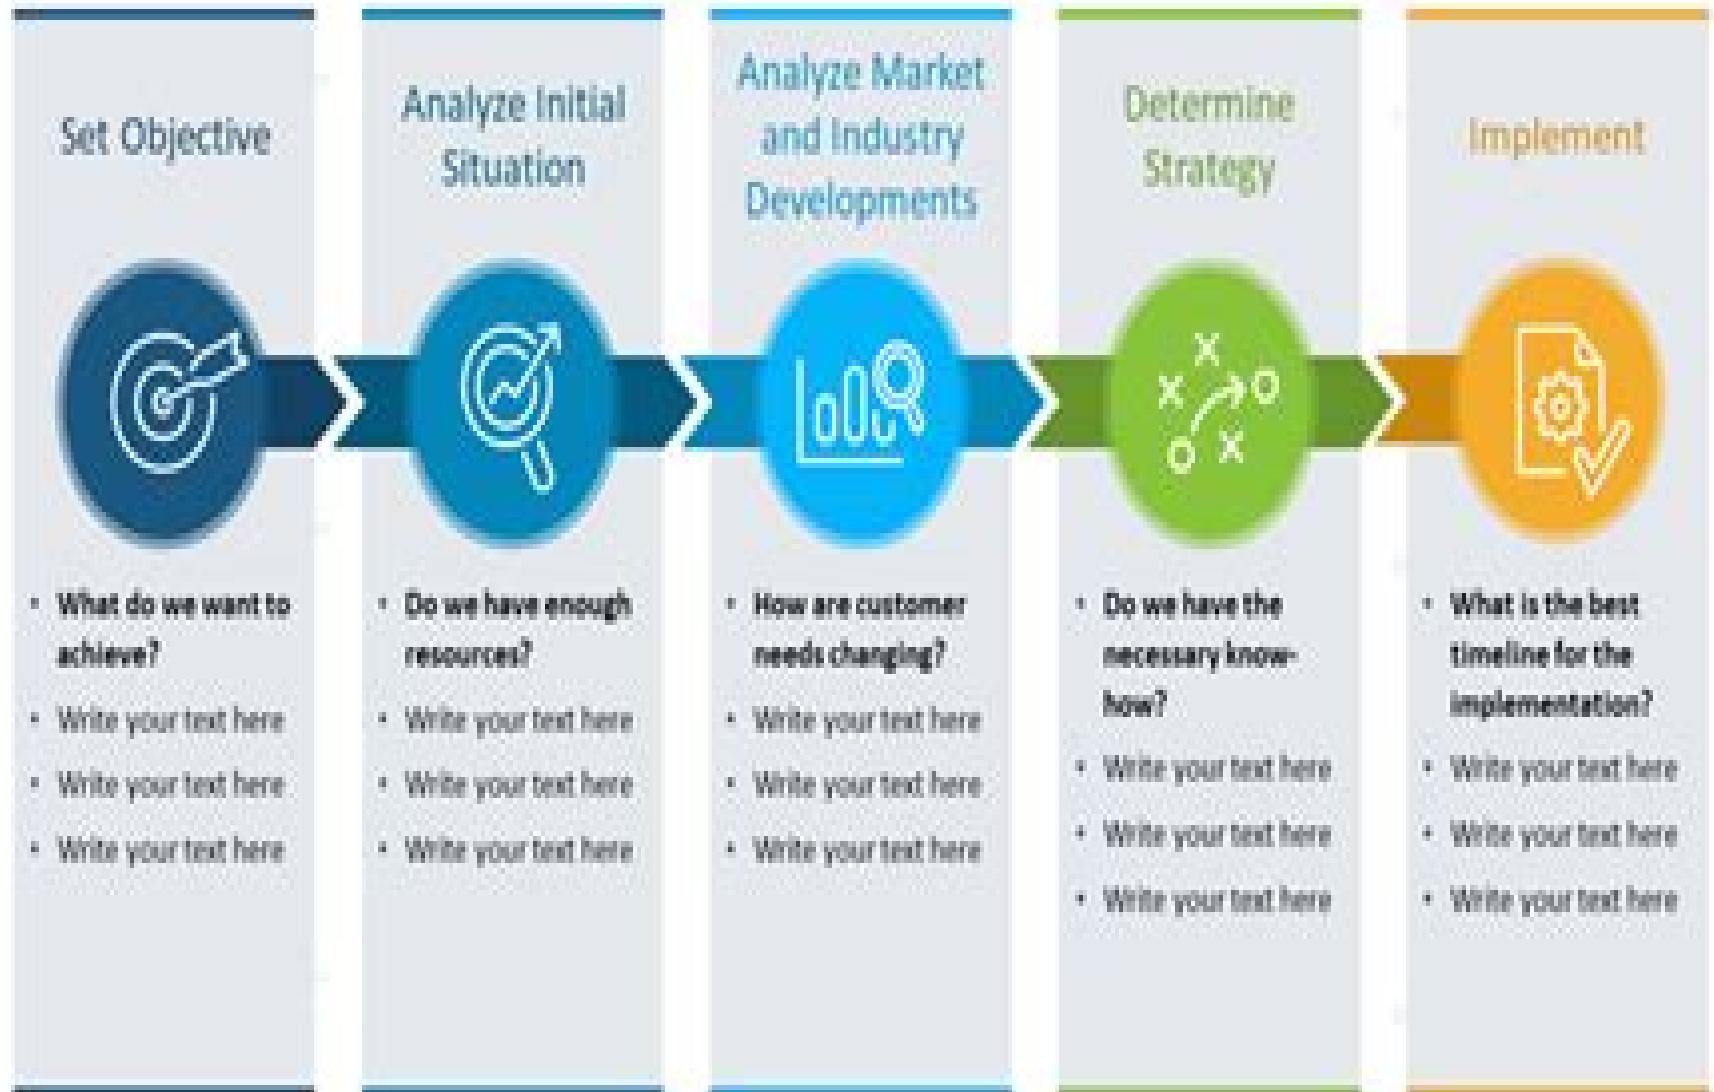 Set Objective
• What do we want to
achieve?
• Write your text here
• Write your text here
• Write your text here
Analyze Initial
Situation
• Do we have enough
resources?
• Write your text here
• Write your text here
• Write your text here
Analyze Market
and Industry
Developments
• How are customer
needs changing?
• Write your text here
• Write your text here
• Write your text here
Determine
Strategy
• Do we have the
necessary know-
how?
• Write your text here
• Write your text here
• Write your text here
Implement
• What is the best
timeline for the
implementation?
• Write your text here
• Write your text here
• Write your text here